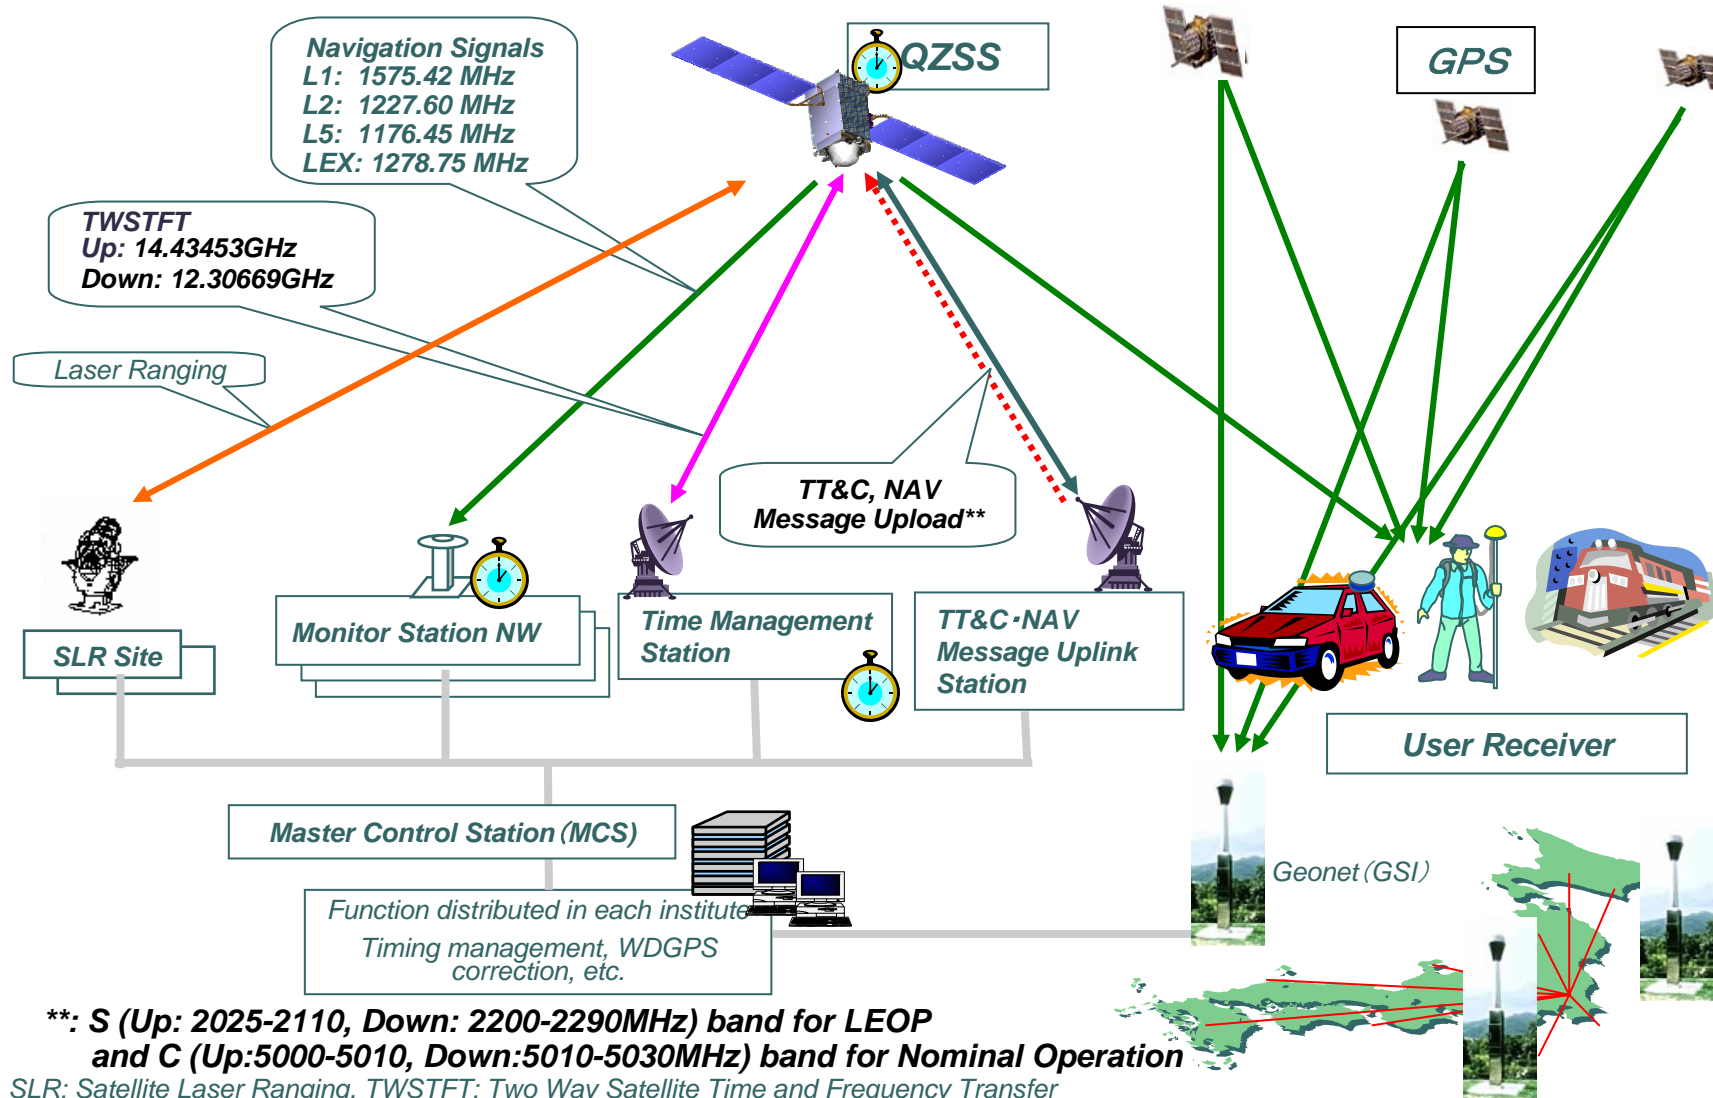 Navigation Signals
L1: 1575.42 MHz
L2: 1227.60 MHz
L5: 1176.45 MHz
LEX: 1278.75 MHz
QZSS
GPS
TWSTFT
Up: 14.43453GHz
Down: 12.30669GHz
Laser Ranging
TT&C, NAV
Message Upload**
SLR Site
Monitor Station NW
Time Management
Station
TT&C・NAV
Message Uplink
Station
User Receiver
Master Control Station（MCS）
Function distributed in each institute
Timing management, WDGPS
correction, etc.
Geonet（GSI）
**: S (Up: 2025-2110, Down: 2200-2290MHz) band for LEOP
and C (Up:5000-5010, Down:5010-5030MHz) band for Nominal Operation
SLR: Satellite Laser Ranging, TWSTFT: Two Way Satellite Time and Frequency Transfer